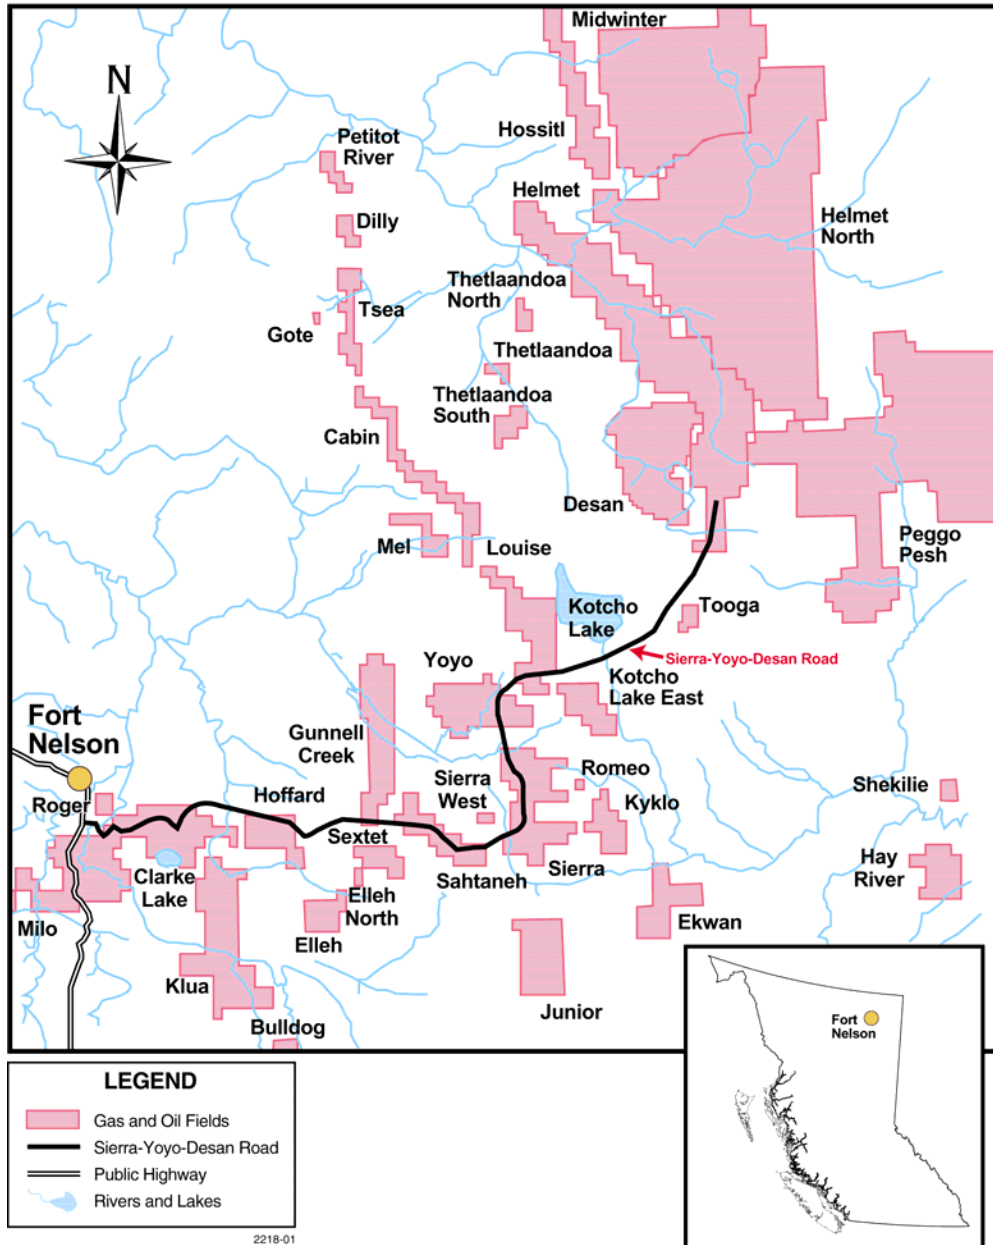 Midwinter
N
Hossitl
Petitot
River
Helmet
Dilly
Helmet
North
Thetlaandoa
North
Tsea
Gote
Thetlaandoa
Thetlaandoa
South
Cabin
Desan
Mel
Louise
Peggo
Pesh
Kotcho
Lake
Tooga
Sierra-Yoyo-Desan Road
Yoyo
Kotcho
Lake East
Fort
Nelson
Gunnell
Creek
Sierra
West
Romeo
Shekilie
Roger
Hoffard
Kyklo
Sextet
Hay
River
Clarke
Lake
Sahtaneh
Sierra
Elleh
North
Milo
Elleh
Ekwan
Klua
Junior
Bulldog
Fort
Nelson
LEGEND
Gas and Oil Fields
Sierra-Yoyo-Desan Road
Public Highway
Rivers and Lakes
2218-01